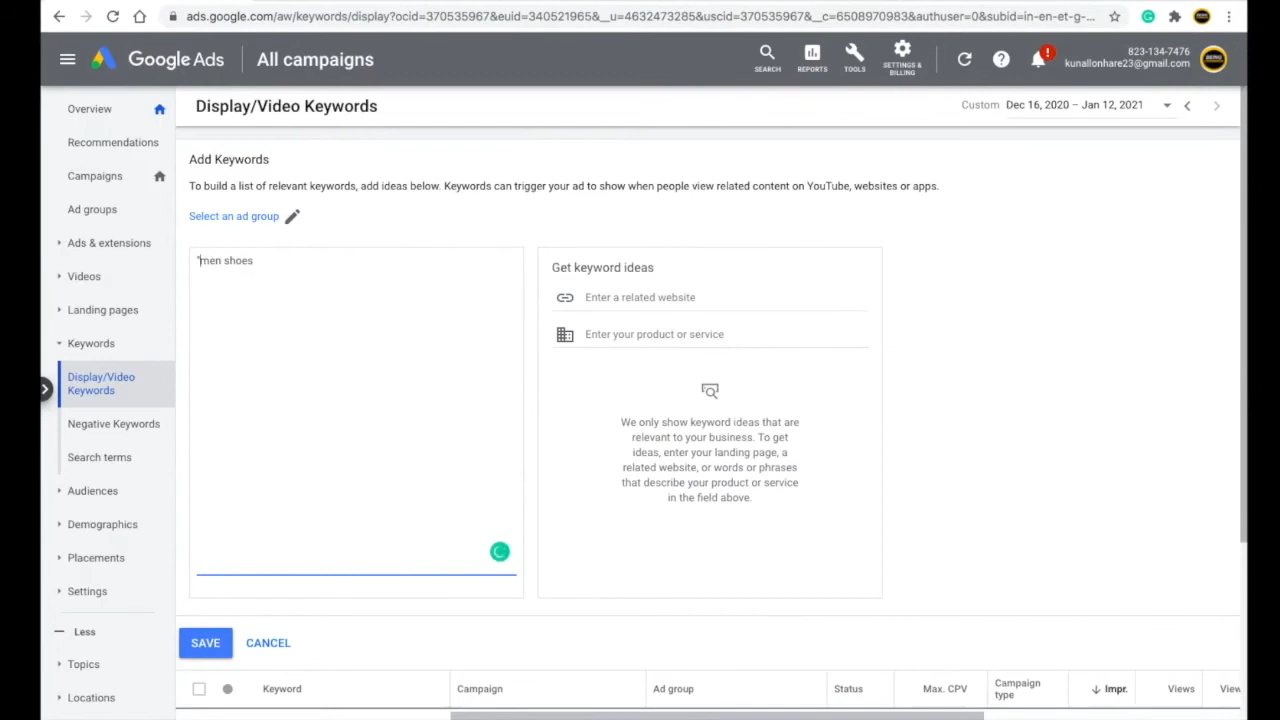 ads.google.com/aw/keywords/display?ocid=370535967&euid=340521965&__u=4632473285&uscid=370535967&__c=6508970983&authuser=0&subid=in-en-et-g-...
Google Ads
All campaigns
SEARCH
REPORTS
TOOLS
SETTINGS &
BILLING
!
823-134-7476
kunallonhare23@gmail.com
Overview
Recommendations
Campaigns
Ad groups
Ads & extensions
Videos
Landing pages
Keywords
Display/Video
Keywords
Negative Keywords
Search terms
Audiences
Demographics
Placements
Settings
Less
Topics
Locations
Display/Video Keywords
Custom Dec 16, 2020 – Jan 12, 2021
Add Keywords
To build a list of relevant keywords, add ideas below. Keywords can trigger your ad to show when people view related content on YouTube, websites or apps.
Select an ad group
"men shoes
Get keyword ideas
Enter a related website
Enter your product or service
We only show keyword ideas that are
relevant to your business. To get
ideas, enter your landing page, a
related website, or words or phrases
that describe your product or service
in the field above.
SAVE
CANCEL
Keyword
Campaign
Ad group
Status
Max. CPV
Campaign
type
Impr.
Views
View